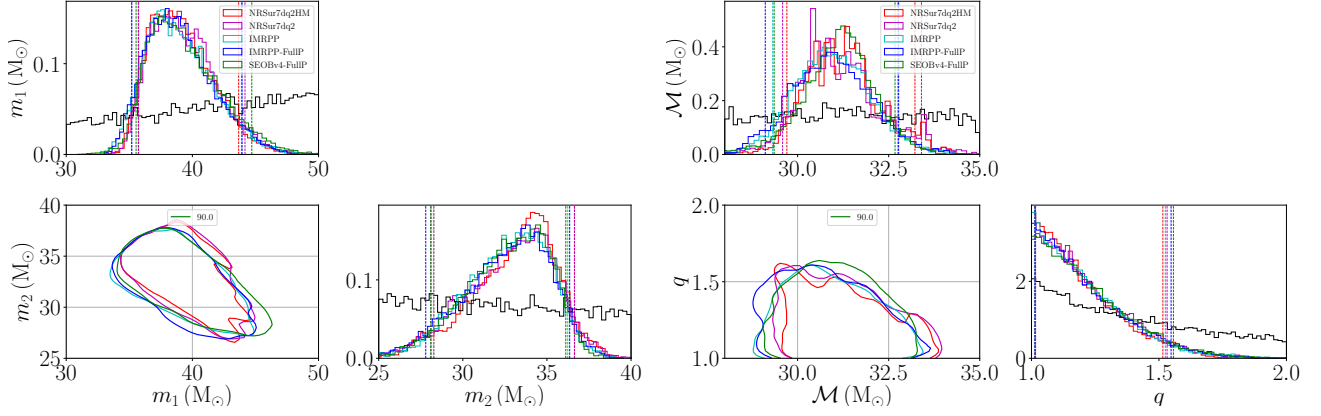 m₁ (M⊙)
0.1
0.0
30 40 50
NRSur7dq2HM
NRSur7dq2
IMRPP
IMRPP-FullP
SEOBv4-FullP
ℳ (M⊙)
0.4
0.2
0.0
30.0 32.5 35.0
NRSur7dq2HM
NRSur7dq2
IMRPP
IMRPP-FullP
SEOBv4-FullP
m₂ (M⊙)
40
35
30
25
30 40 50
m₁ (M⊙)
90.0
0.1
0.0
25 30 35 40
m₂ (M⊙)
q
2.0
1.5
1.0
30.0 32.5 35.0
ℳ (M⊙)
90.0
2
0
1.0 1.5 2.0
q